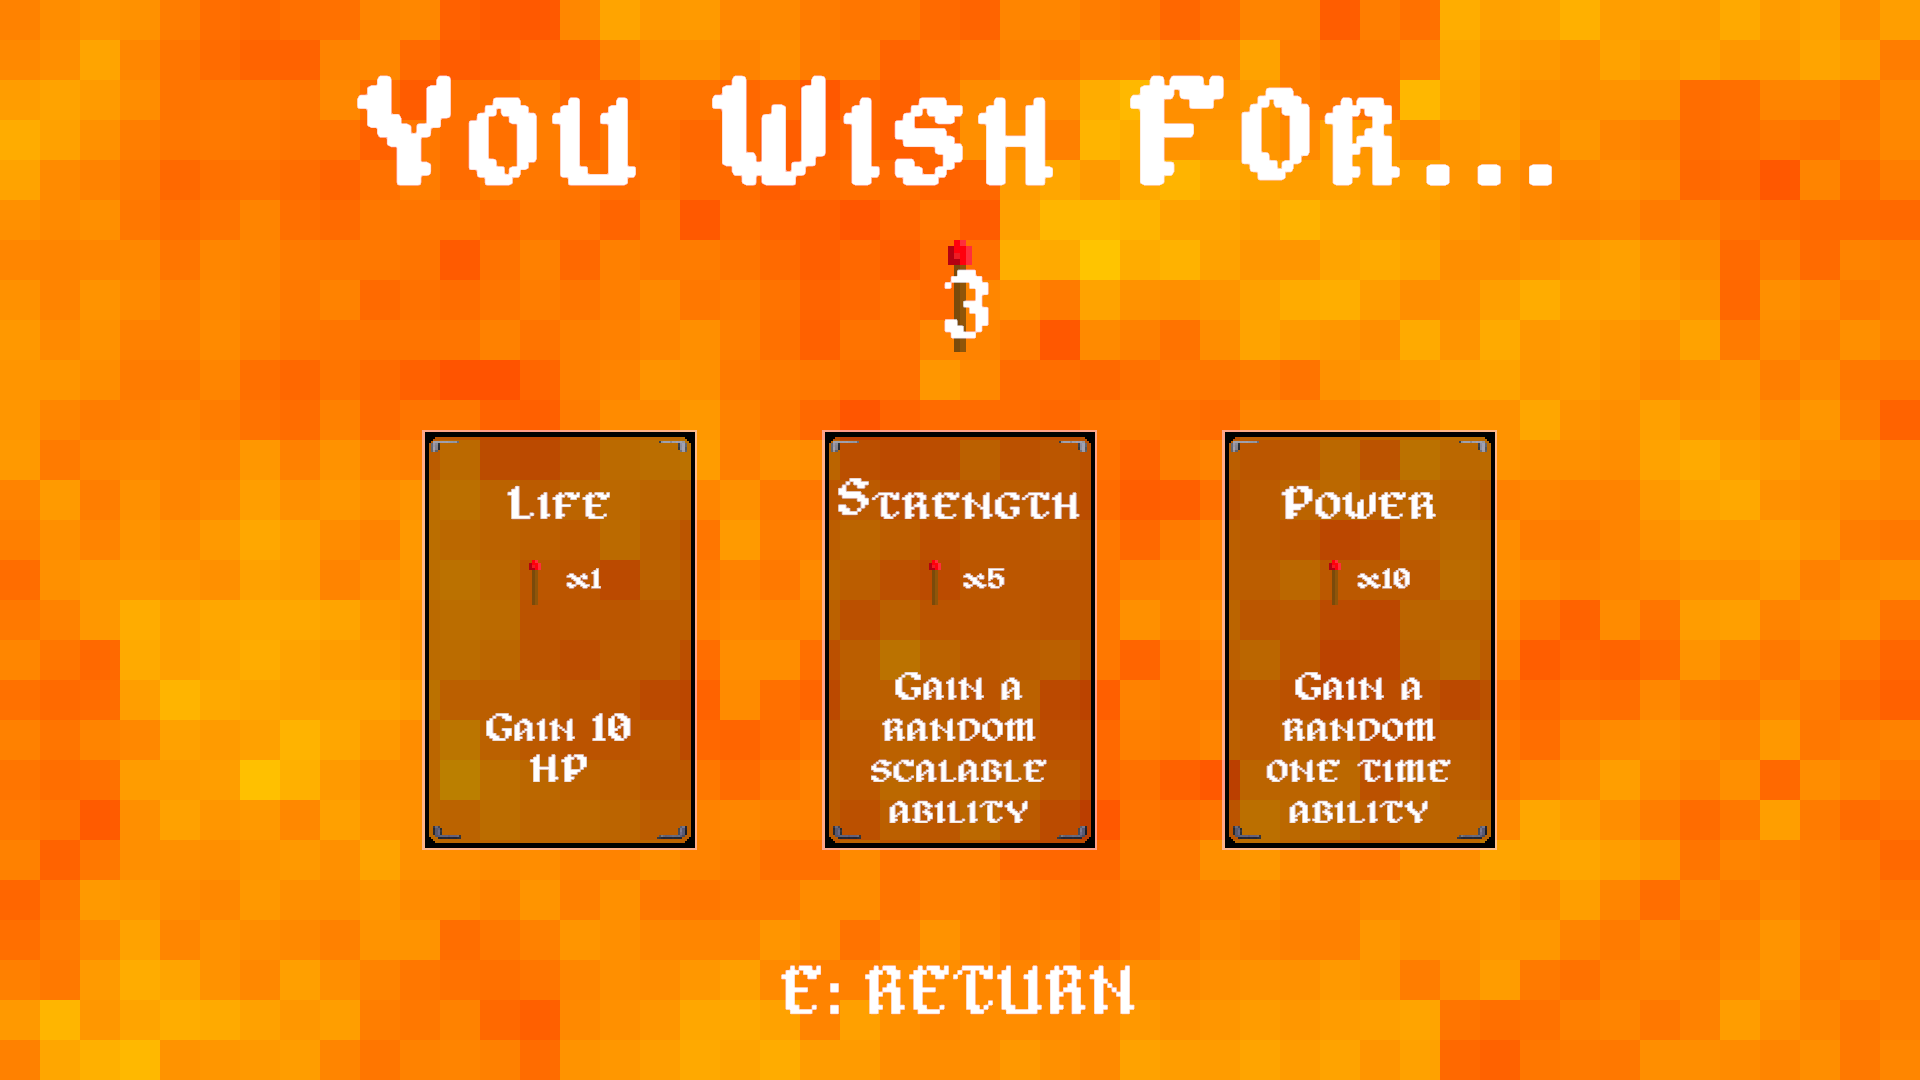 You Wish For...
3
Life
x1
Gain 10
HP
Strength
x5
Gain a
random
scalable
ability
Power
x10
Gain a
random
one time
ability
E: Return